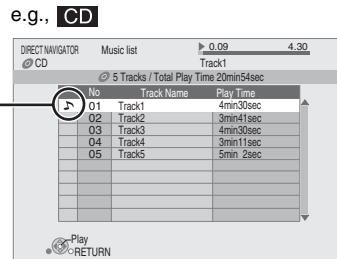 e.g., CD
DIRECT NAVIGATOR Music list 0.09 4.30
CD Track1
5 Tracks / Total Play Time 20min54sec
No Track Name Play Time
01 Track1 4min30sec
02 Track2 3min41sec
03 Track3 4min30sec
04 Track4 3min11sec
05 Track5 5min 2sec
Play
RETURN